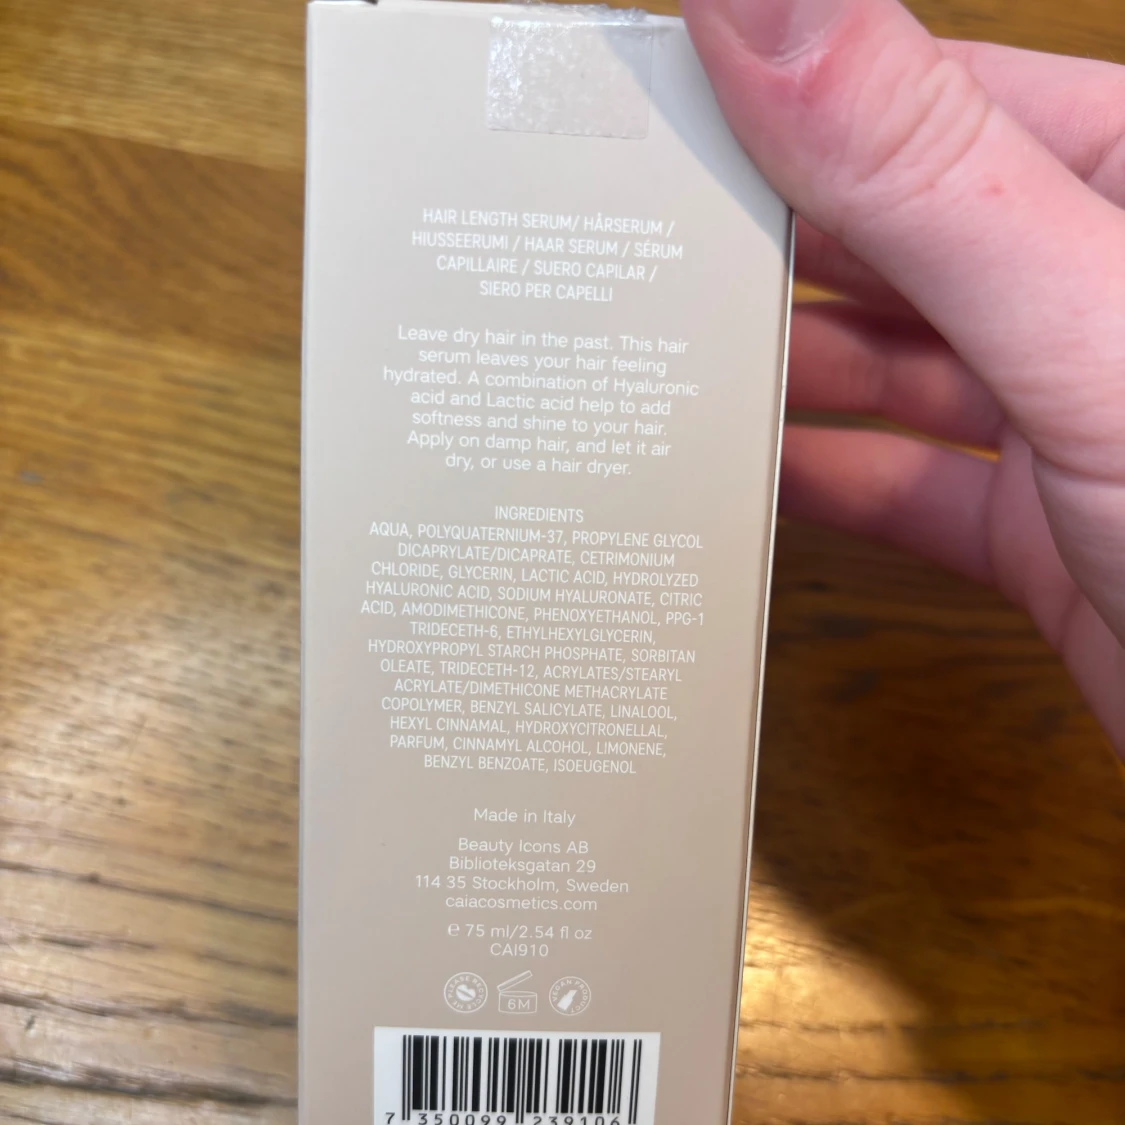 HAIR LENGTH SERUM/ HÅRSERUM /
HIUSSEERUMI / HAAR SERUM / SÉRUM
CAPILLAIRE / SUERO CAPILAR /
SIERO PER CAPELLI
Leave dry hair in the past. This hair
serum leaves your hair feeling
hydrated. A combination of Hyaluronic
acid and Lactic acid help to add
softness and shine to your hair.
Apply on damp hair, and let it air
dry, or use a hair dryer.
INGREDIENTS
AQUA, POLYQUATERNIUM-37, PROPYLENE GLYCOL
DICAPRYLATE/DICAPRATE, CETRIMONIUM
CHLORIDE, GLYCERIN, LACTIC ACID, HYDROLYZED
HYALURONIC ACID, SODIUM HYALURONATE, CITRIC
ACID, AMODIMETHICONE, PHENOXYETHANOL, PPG-1
TRIDECETH-6, ETHYLHEXYLGLYCERIN,
HYDROXYPROPYL STARCH PHOSPHATE, SORBITAN
OLEATE, TRIDECETH-12, ACRYLATES/STEARYL
ACRYLATE/DIMETHICONE METHACRYLATE
COPOLYMER, BENZYL SALICYLATE, LINALOOL,
HEXYL CINNAMAL, HYDROXYCITRONELLAL,
PARFUM, CINNAMYL ALCOHOL, LIMONENE,
BENZYL BENZOATE, ISOEUGENOL
Made in Italy
Beauty Icons AB
Biblioteksgatan 29
114 35 Stockholm, Sweden
caiacosmetics.com
℮ 75 ml/2.54 fl oz
CAI910
PLEASE RECYCLE ME
6M
VEGAN PRODUCT
7 350099 239106